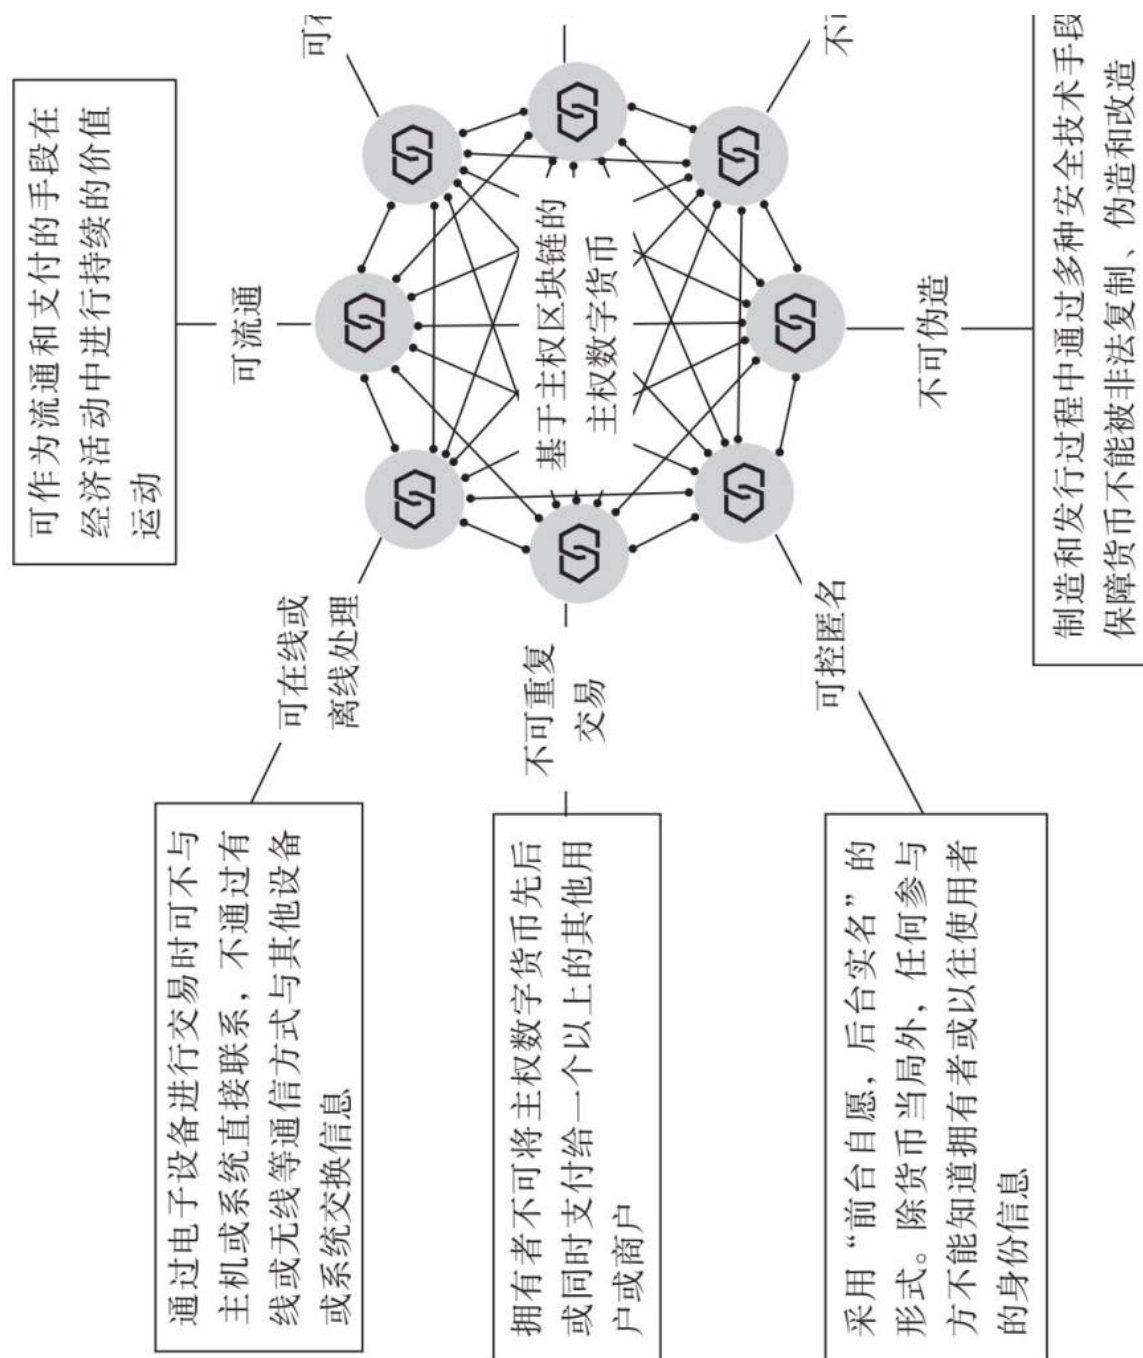 可作为流通和支付的手段在
经济活动中进行持续的价值
运动
可流通
通过电子设备进行交易时可不与
主机或系统直接联系，不通过有
线或无线等通信方式与其他设备
或系统交换信息
可在线或
离线处理
可
拥有者不可将主权数字货币先后
或同时支付给一个以上的其他用
户或商户
不可重复
交易
基于主权区块链的
主权数字货币
采用“前台自愿，后台实名”的
形式。除货币当局外，任何参与
方不能知道拥有者或以往使用者
的身份信息
可控匿名
不
不可伪造
制造和发行过程中通过多种安全技术手段
保障货币不能被非法复制、伪造和改造